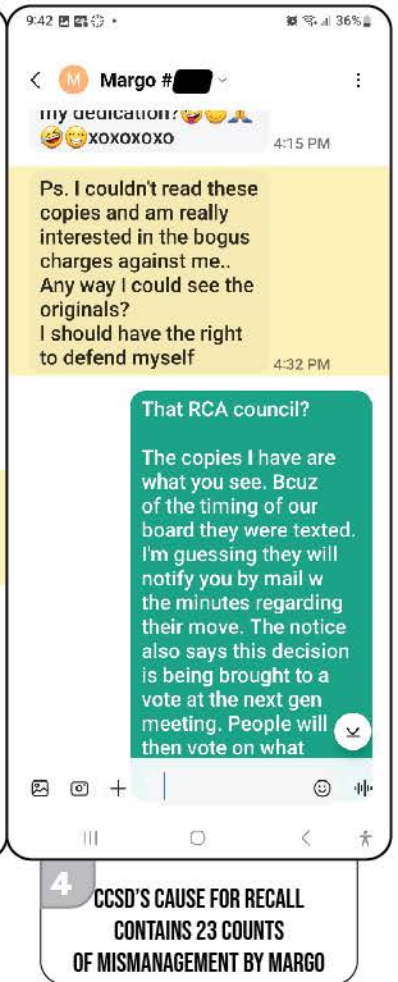 9:42
36%
M Margo #
my dedication?🤣😊🙏
🤣😁xoxoxoxo
4:15 PM
Ps. I couldn't read these
copies and am really
interested in the bogus
charges against me..
Any way I could see the
originals?
I should have the right
to defend myself
4:32 PM
That RCA council?
The copies I have are
what you see. Bcuz
of the timing of our
board they were texted.
I'm guessing they will
notify you by mail w
the minutes regarding
their move. The notice
also says this decision
is being brought to a
vote at the next gen
meeting. People will
then vote on what
4
CCSD'S CAUSE FOR RECALL
CONTAINS 23 COUNTS
OF MISMANAGEMENT BY MARGO